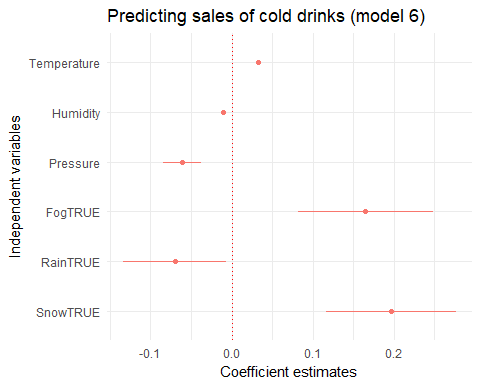 Predicting sales of cold drinks (model 6)
Independent variables
Temperature
Humidity
Pressure
FogTRUE
RainTRUE
SnowTRUE
-0.1 0.0 0.1 0.2
Coefficient estimates